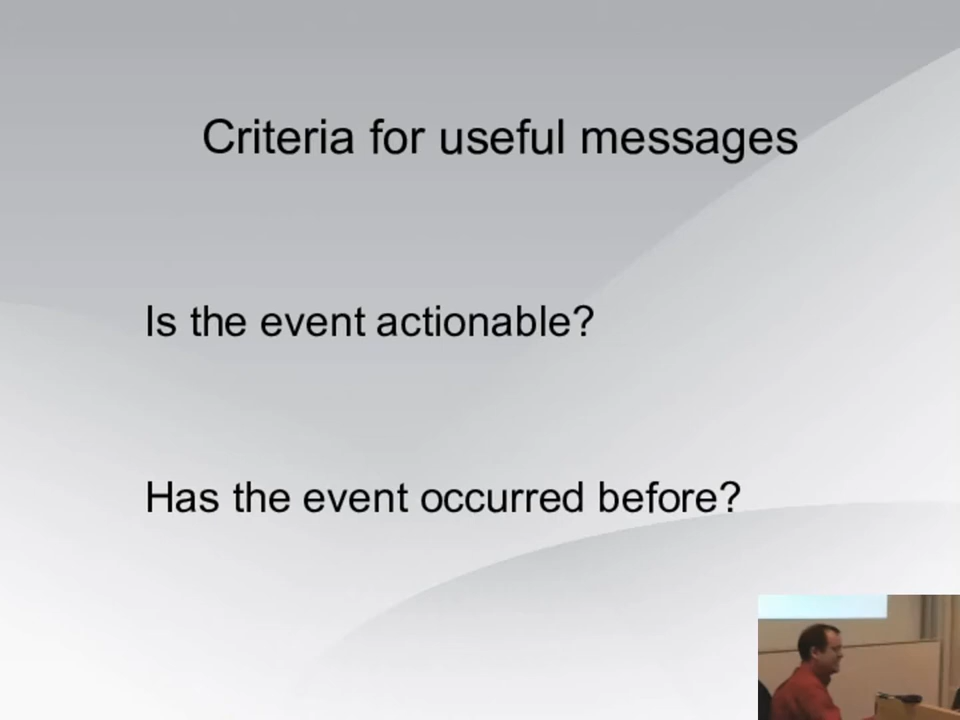 Criteria for useful messages
Is the event actionable?
Has the event occurred before?